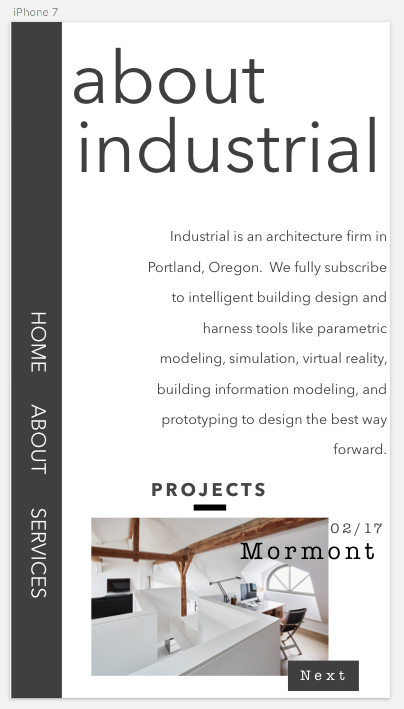 iPhone 7
about
industrial
Industrial is an architecture firm in
Portland, Oregon.  We fully subscribe
to intelligent building design and
harness tools like parametric
modeling, simulation, virtual reality,
building information modeling, and
prototyping to design the best way
forward.
HOME
ABOUT
SERVICES
PROJECTS
02/17
Mormont
Next